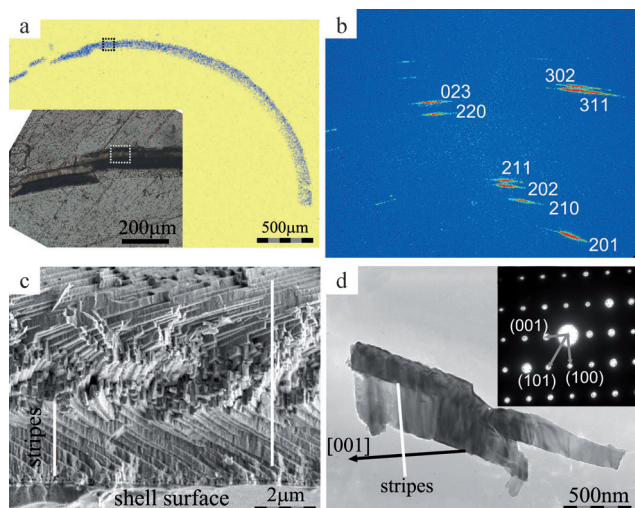 a
200μm
500μm
b
302
023
311
220
211
202
210
201
c
stripes
shell surface
2μm
d
(001)
(101)
(100)
[001]
stripes
500nm